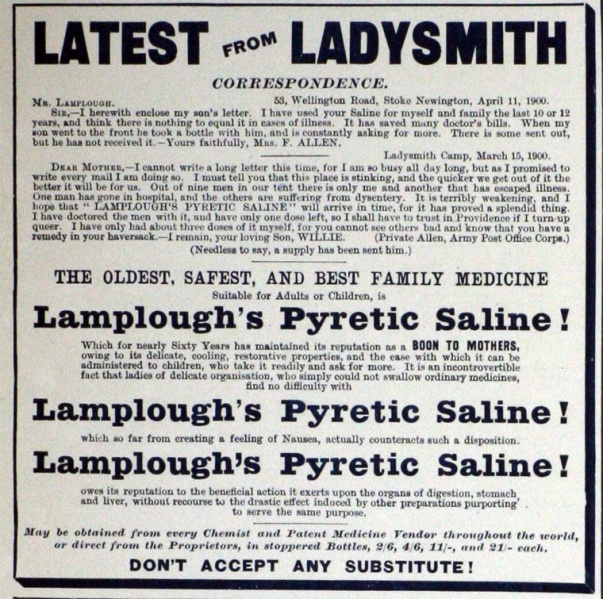 LATEST FROM LADYSMITH
CORRESPONDENCE.
MR. LAMPLOUGH. 53, Wellington Road, Stoke Newington, April 11, 1900.
SIR,—I herewith enclose my son's letter. I have used your Saline for myself and family the last 10 or 12
years, and think there is nothing to equal it in cases of illness. It has saved many doctor's bills. When my
son went to the front he took a bottle with him, and is constantly asking for more. There is some sent out,
but he has not received it.—Yours faithfully, MRS. F. ALLEN.
Ladysmith Camp, March 15, 1900.
DEAR MOTHER,—I cannot write a long letter this time, for I am so busy all day long, but as I promised to
write every mail I am doing so. I must tell you that this place is stinking, and the quicker we get out of it the
better it will be for us. Out of nine men in our tent there is only me and another that has escaped illness.
One man has gone in hospital, and the others are suffering from dysentery. It is terribly weakening, and I
hope that "LAMPLOUGH'S PYRETIC SALINE" will arrive in time, for it has proved a splendid thing.
I have doctored the men with it, and have only one dose left, so I shall have to trust in Providence if I turn up
queer. I have only had about three doses of it myself, for you cannot see others bad and know you have a
remedy in your haversack.—I remain, your loving Son, WILLIE. (Private Allen, Army Post Office Corps.)
(Needless to say, a supply has been sent him.)
THE OLDEST, SAFEST, AND BEST FAMILY MEDICINE
Suitable for Adults or Children, is
Lamplough's Pyretic Saline!
Which for nearly Sixty Years has maintained its reputation as a BOON TO MOTHERS,
owing to its delicate, cooling, restorative properties, and the ease with which it can be
administered to children, who take it readily and ask for more. It is an incontrovertible
fact that ladies of delicate organisation, who simply could not swallow ordinary medicines,
find no difficulty with
Lamplough's Pyretic Saline!
which so far from creating a feeling of Nausea, actually counteracts such a disposition.
Lamplough's Pyretic Saline!
owes its reputation to the beneficial action it exerts upon the organs of digestion, stomach
and liver, without recourse to the drastic effect induced by other preparations purporting
to serve the same purpose.
May be obtained from every Chemist and Patent Medicine Vendor throughout the world,
or direct from the Proprietors, in stoppered Bottles, 2/6, 4/6, 11/-, and 21/- each.
DON'T ACCEPT ANY SUBSTITUTE!